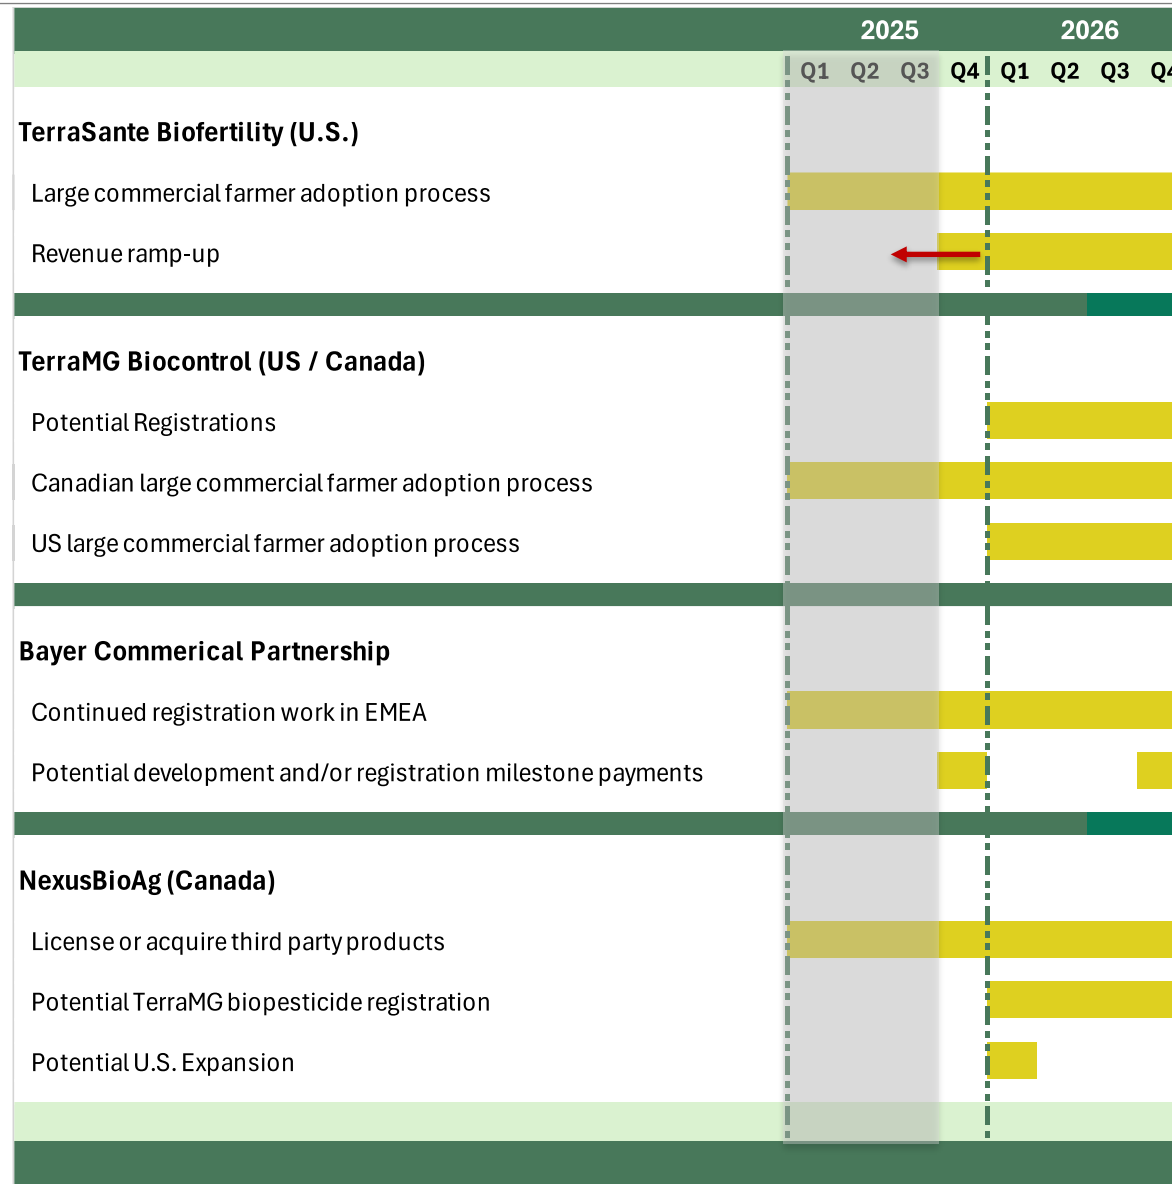 2025 2026
Q1 Q2 Q3 Q4 Q1 Q2 Q3 Q4
TerraSante Biofertility (U.S.)
Large commercial farmer adoption process
Revenue ramp-up
TerraMG Biocontrol (US / Canada)
Potential Registrations
Canadian large commercial farmer adoption process
US large commercial farmer adoption process
Bayer Commerical Partnership
Continued registration work in EMEA
Potential development and/or registration milestone payments
NexusBioAg (Canada)
License or acquire third party products
Potential TerraMG biopesticide registration
Potential U.S. Expansion